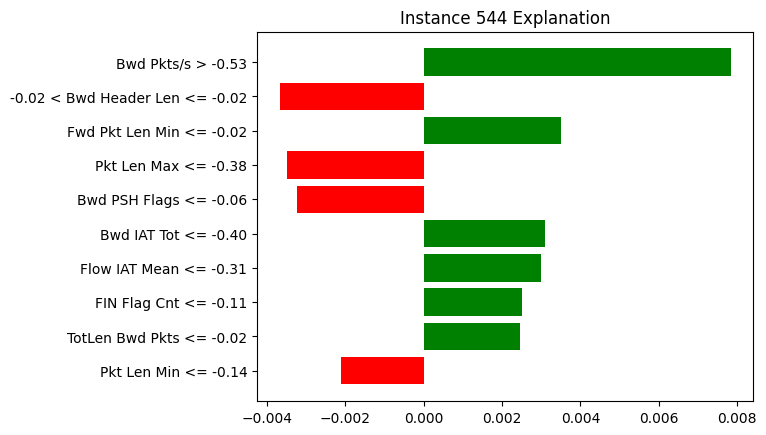 Instance 544 Explanation
Bwd Pkts/s > -0.53
-0.02 < Bwd Header Len <= -0.02
Fwd Pkt Len Min <= -0.02
Pkt Len Max <= -0.38
Bwd PSH Flags <= -0.06
Bwd IAT Tot <= -0.40
Flow IAT Mean <= -0.31
FIN Flag Cnt <= -0.11
TotLen Bwd Pkts <= -0.02
Pkt Len Min <= -0.14
-0.004 -0.002 0.000 0.002 0.004 0.006 0.008